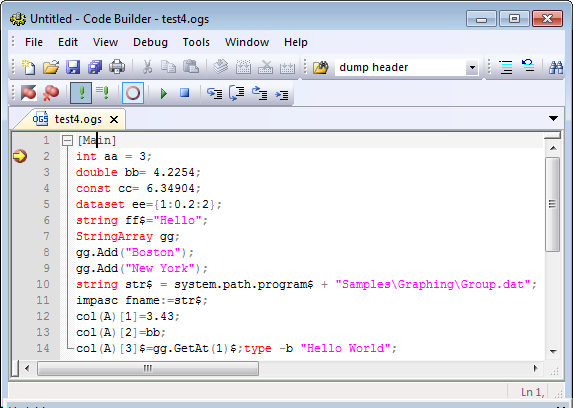 Untitled - Code Builder - test4.ogs
File Edit View Debug Tools Window Help
dump header
OGS test4.ogs
1 [Main]
2 int aa = 3;
3 double bb= 4.2254;
4 const cc= 6.34904;
5 dataset ee={1:0.2:2};
6 string ff$="Hello";
7 StringArray gg;
8 gg.Add("Boston");
9 gg.Add("New York");
10 string str$ = system.path.program$ + "Samples\Graphing\Group.dat";
11 impasc fname:=str$;
12 col(A)[1]=3.43;
13 col(A)[2]=bb;
14 col(A)[3]$=gg.GetAt(1)$;type -b "Hello World";
Ln 1,